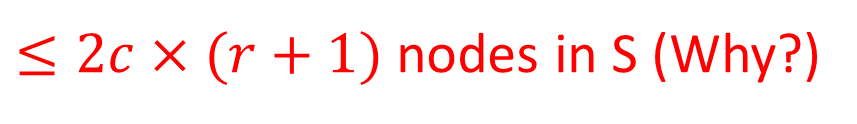 ≤ 2c × (r + 1) nodes in S (Why?)